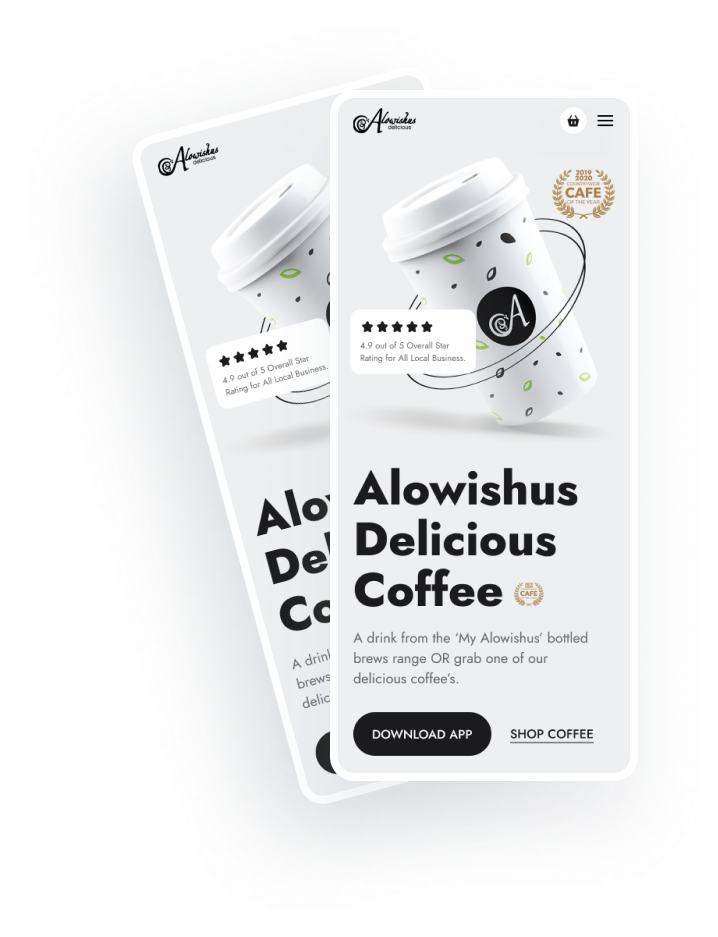 Alowishus
delicious
Alowishus
delicious
2019
2020
COUNTRYWIDE
CAFE
OF THE YEAR
A
4.9 out of 5 Overall Star
Rating for All Local Business.
4.9 out of 5 Overall Star
Rating for All Local Business.
Alowishus
Delicious
Coffee
CAFE
Alo
Del
Co
A drink from the ‘My Alowishus’ bottled
brews range OR grab one of our
delicious coffee’s.
A drink
brews
delic
DOWNLOAD APP
SHOP COFFEE